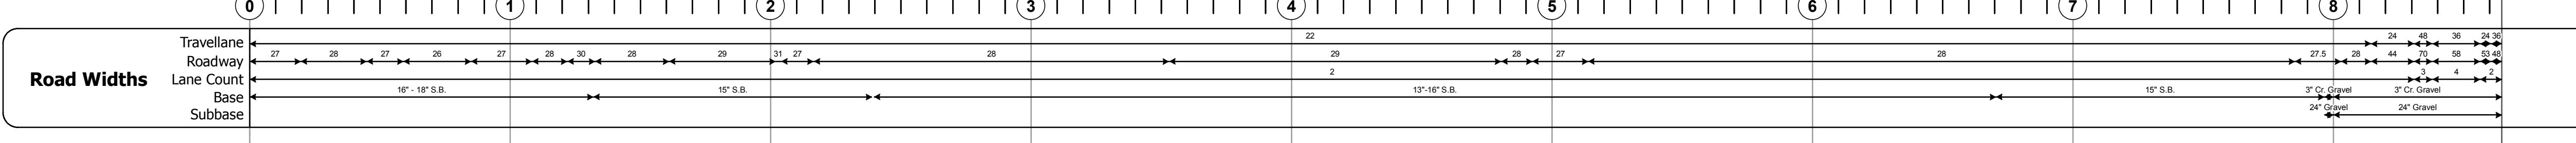 0 1 2 3 4 5 6 7 8
Road Widths
Travellane 22 24 48 36 24 36
Roadway 27 28 27 26 27 28 30 28 29 31 27 28 29 28 27 28 27.5 28 44 70 58 53 48
Lane Count 2 3 4 2
Base 16" - 18" S.B. 15" S.B. 13"-16" S.B. 15" S.B. 3" Cr. Gravel 3" Cr. Gravel
Subbase 24" Gravel 24" Gravel